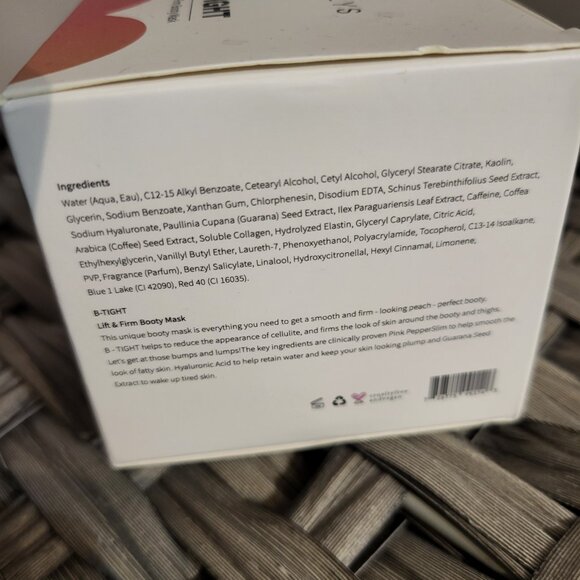 YS
IGHT
Booty Mask
Ingredients
Water (Aqua, Eau), C12-15 Alkyl Benzoate, Cetearyl Alcohol, Cetyl Alcohol, Glyceryl Stearate Citrate, Kaolin,
Glycerin, Sodium Benzoate, Xanthan Gum, Chlorphenesin, Disodium EDTA, Schinus Terebinthifolius Seed Extract,
Sodium Hyaluronate, Paullinia Cupana (Guarana) Seed Extract, Ilex Paraguariensis Leaf Extract, Caffeine, Coffea
Arabica (Coffee) Seed Extract, Soluble Collagen, Hydrolyzed Elastin, Glyceryl Caprylate, Citric Acid,
Ethylhexylglycerin, Vanillyl Butyl Ether, Laureth-7, Phenoxyethanol, Polyacrylamide, Tocopherol, C13-14 Isoalkane,
PVP, Fragrance (Parfum), Benzyl Salicylate, Linalool, Hydroxycitronellal, Hexyl Cinnamal, Limonene,
Blue 1 Lake (CI 42090), Red 40 (CI 16035).
B-TIGHT
Lift & Firm Booty Mask
This unique booty mask is everything you need to get a smooth and firm - looking peach - perfect booty.
B - TIGHT helps to reduce the appearance of cellulite, and firms the look of skin around the booty and thighs.
Let's get at those bumps and lumps!The key ingredients are clinically proven Pink PepperSlim to help smooth the
look of fatty skin. Hyaluronic Acid to help retain water and keep your skin looking plump and Guarana Seed
Extract to wake up tired skin.